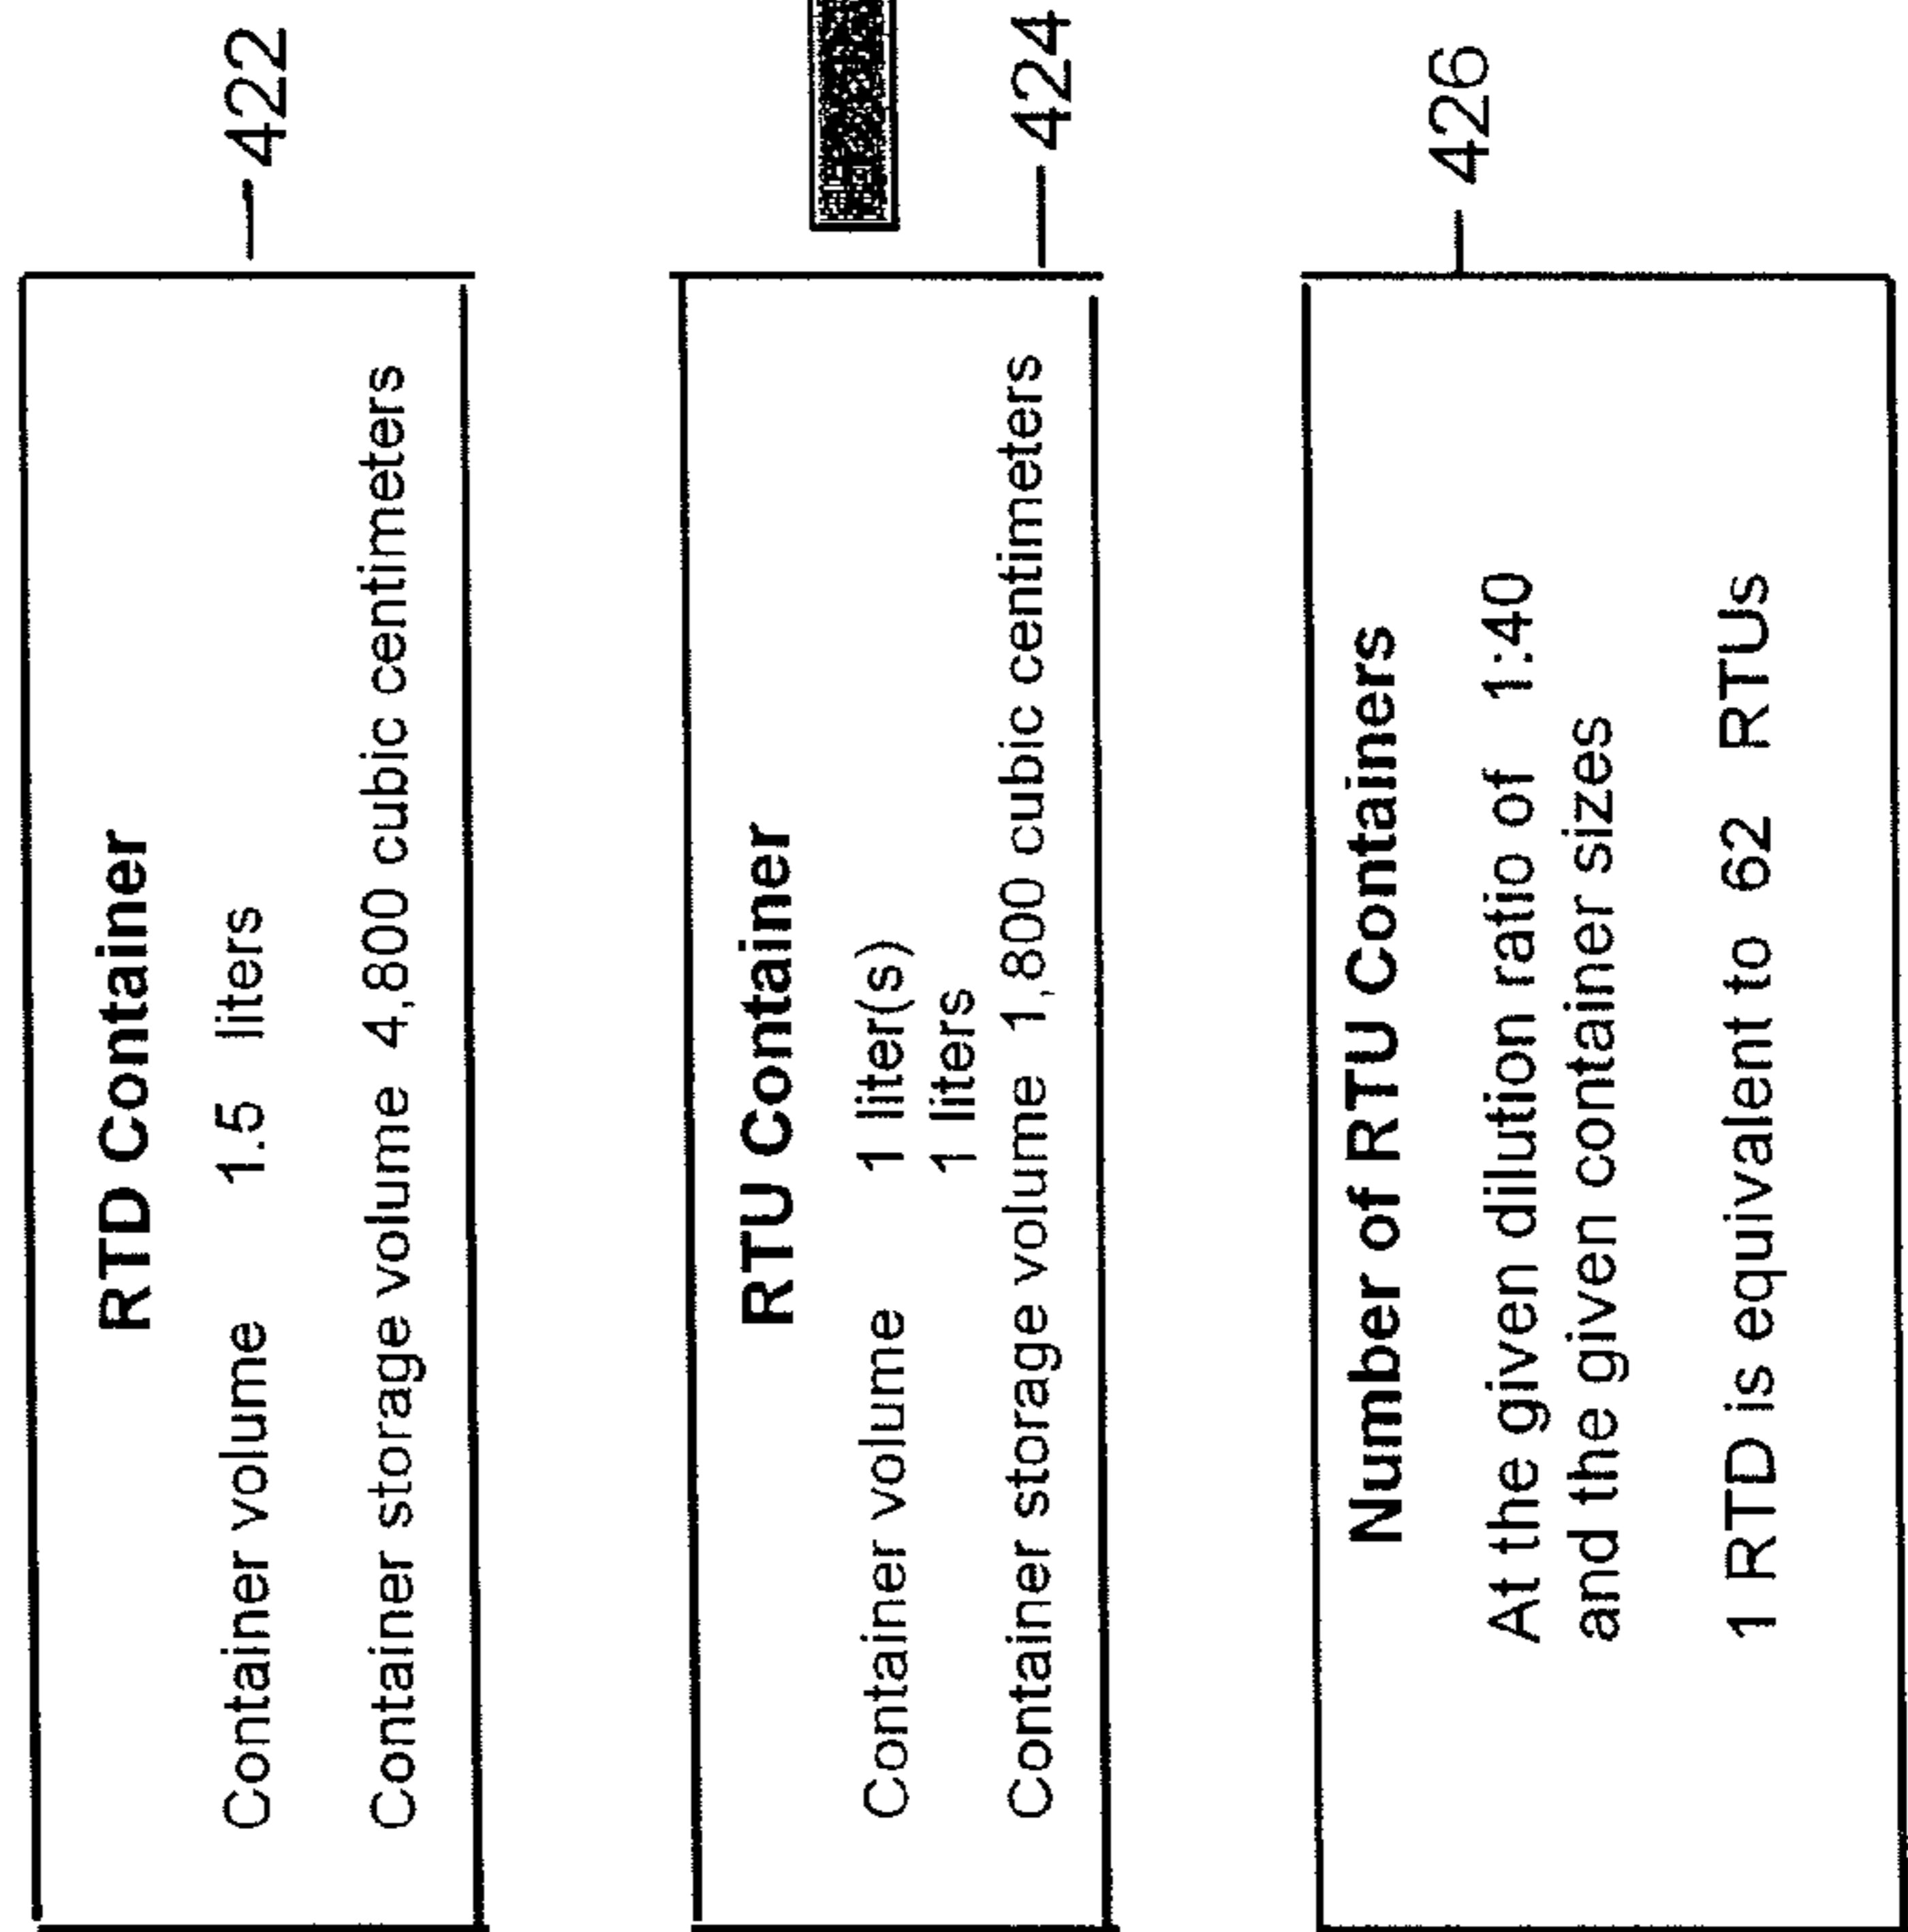 RTD Container
Container volume 1.5 liters
Container storage volume 4,800 cubic centimeters
422
RTU Container
Container volume 1 liter(s)
1 liters
Container storage volume 1,800 cubic centimeters
424
Number of RTU Containers
At the given dilution ratio of 1:40
and the given container sizes
1 RTD is equivalent to 62 RTUs
426